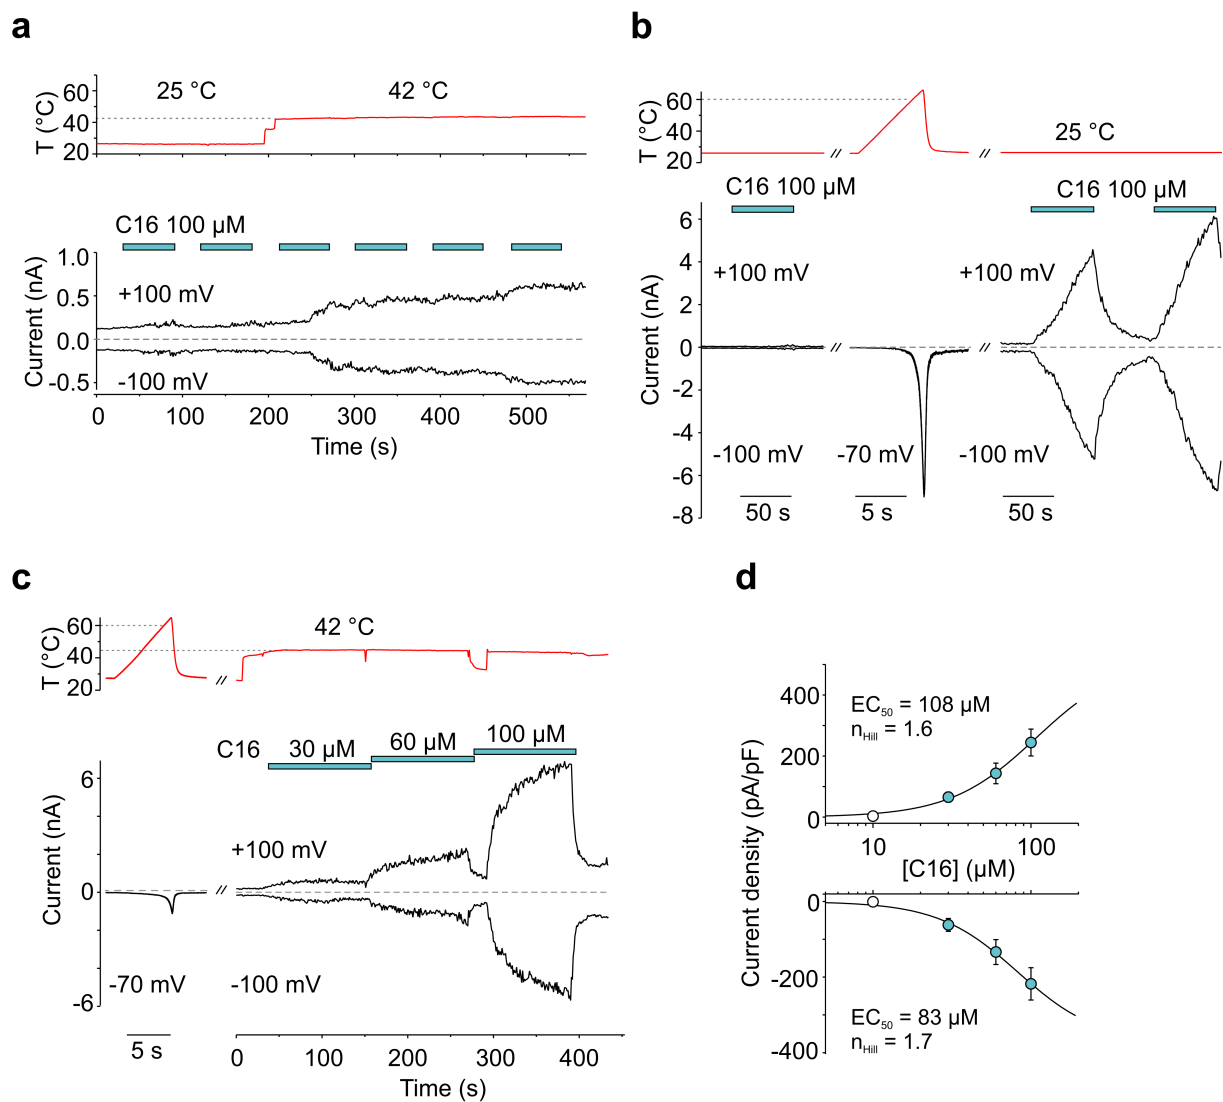 a
T (°C)
60
40
20
25 °C
42 °C
C16 100 µM
Current (nA)
1.0
0.5
0.0
-0.5
+100 mV
-100 mV
0 100 200 300 400 500
Time (s)
b
T (°C)
60
40
20
//
//
25 °C
C16 100 µM
C16 100 µM
Current (nA)
6
4
2
0
-2
-4
-6
-8
+100 mV
+100 mV
//
//
-100 mV
-70 mV
-100 mV
50 s
5 s
50 s
c
T (°C)
60
40
20
//
42 °C
C16
30 µM
60 µM
100 µM
Current (nA)
6
0
-6
+100 mV
//
-70 mV
-100 mV
5 s
0 100 200 300 400
Time (s)
d
Current density (pA/pF)
400
200
0
EC50 = 108 µM
nHill = 1.6
10 100
[C16] (µM)
0
-200
-400
EC50 = 83 µM
nHill = 1.7